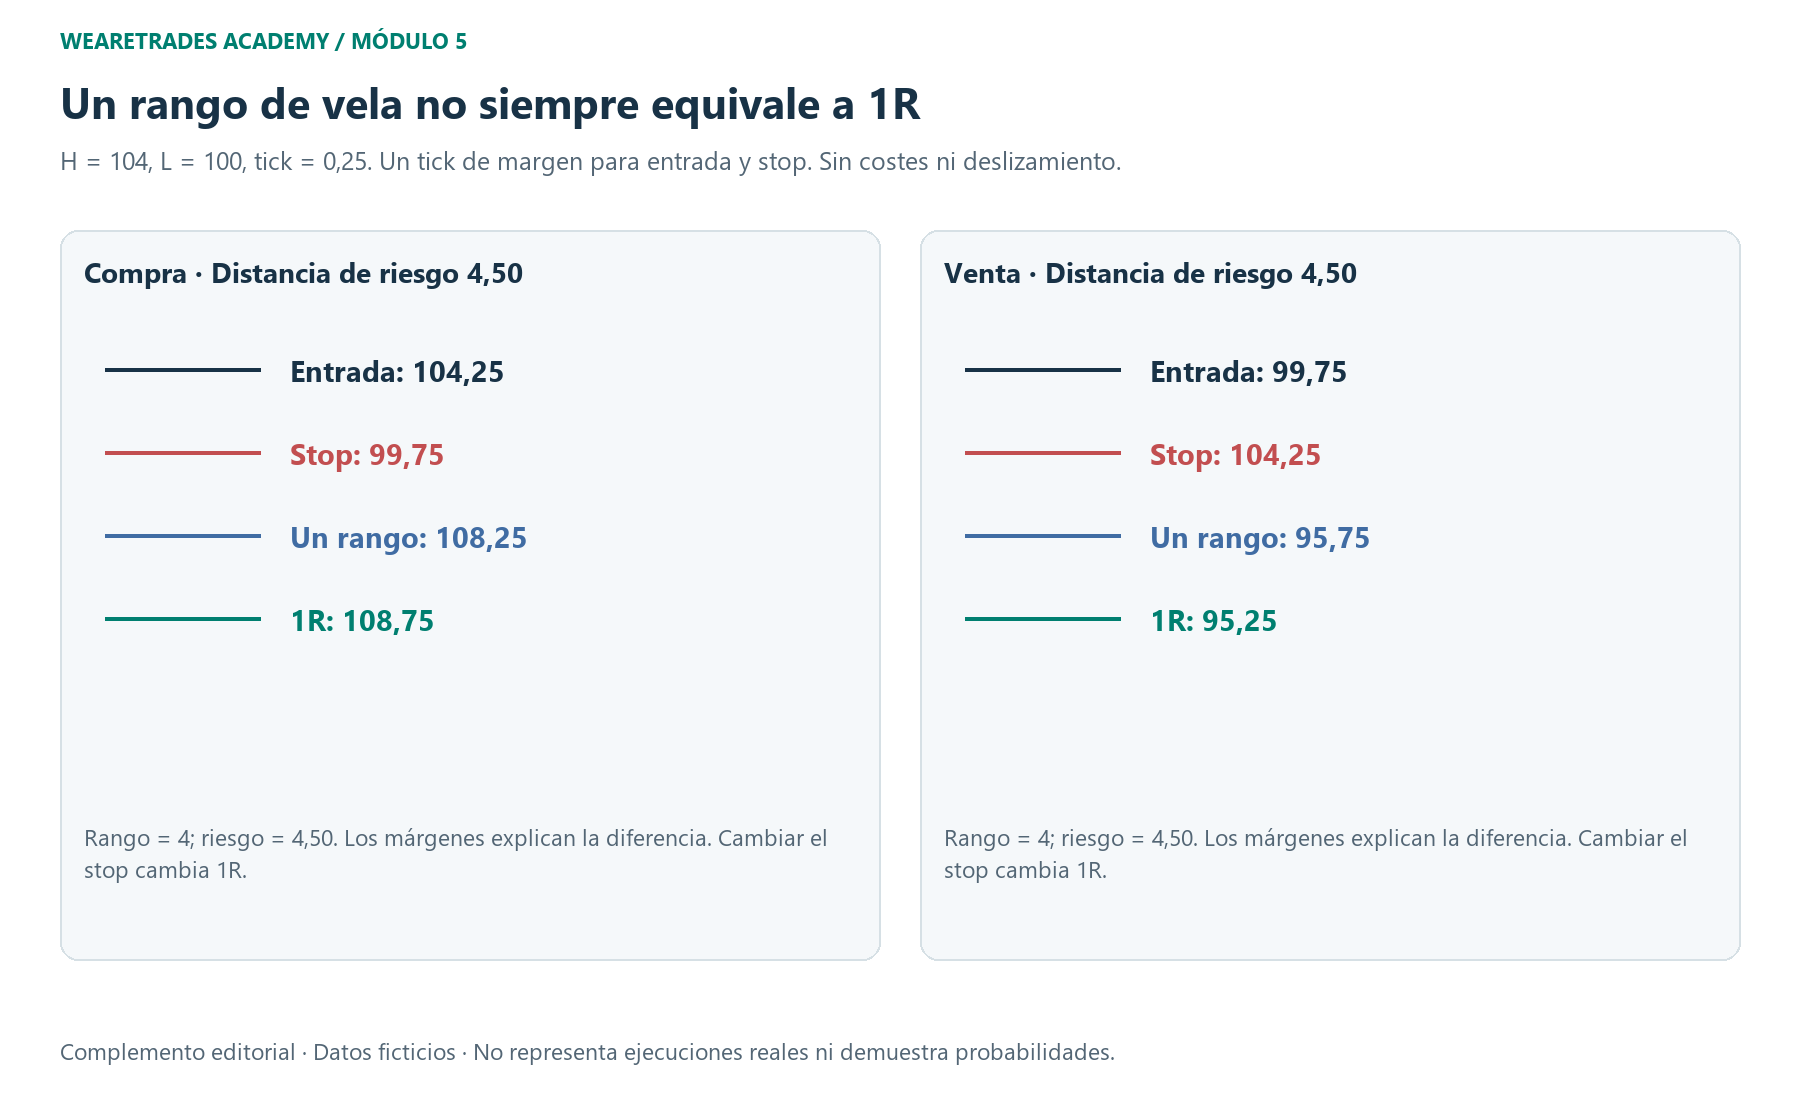 WEARETRADES ACADEMY / MÓDULO 5
Un rango de vela no siempre equivale a 1R
H = 104, L = 100, tick = 0,25. Un tick de margen para entrada y stop. Sin costes ni deslizamiento.
Compra · Distancia de riesgo 4,50
Entrada: 104,25
Stop: 99,75
Un rango: 108,25
1R: 108,75
Rango = 4; riesgo = 4,50. Los márgenes explican la diferencia. Cambiar el
stop cambia 1R.
Venta · Distancia de riesgo 4,50
Entrada: 99,75
Stop: 104,25
Un rango: 95,75
1R: 95,25
Rango = 4; riesgo = 4,50. Los márgenes explican la diferencia. Cambiar el
stop cambia 1R.
Complemento editorial · Datos ficticios · No representa ejecuciones reales ni demuestra probabilidades.